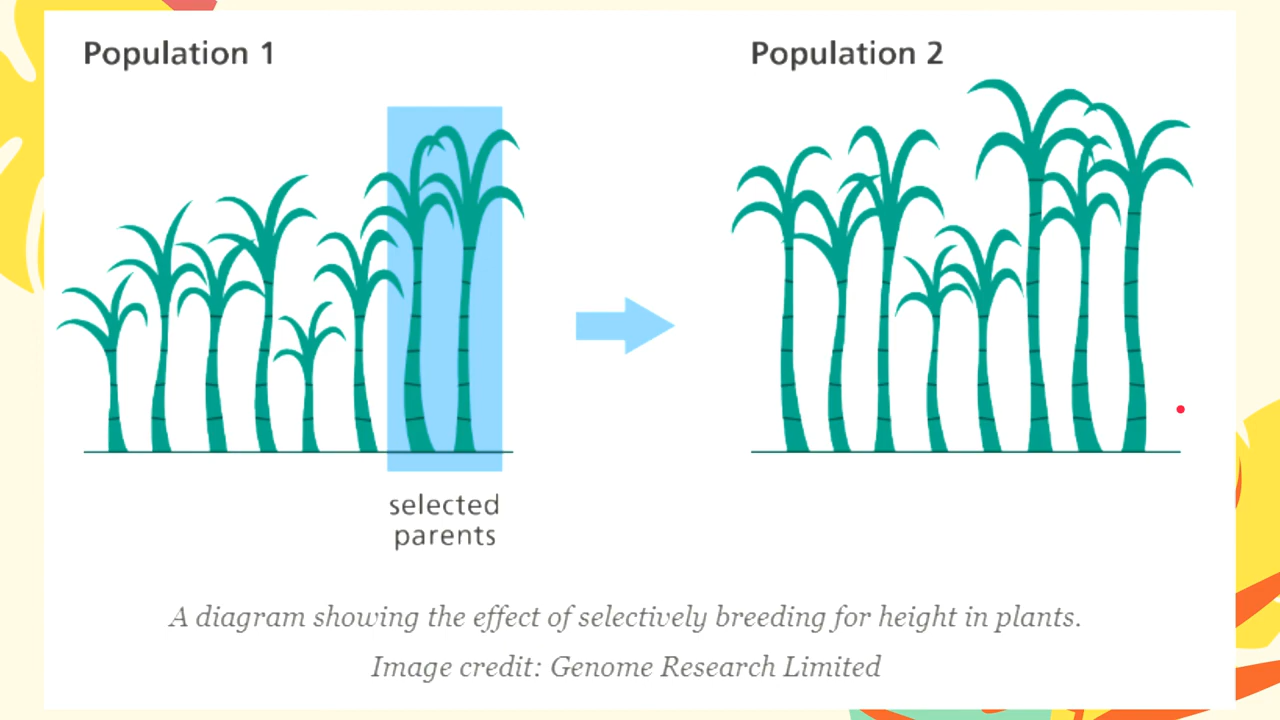 Population 1
Population 2
selected
parents
A diagram showing the effect of selectively breeding for height in plants.
Image credit: Genome Research Limited